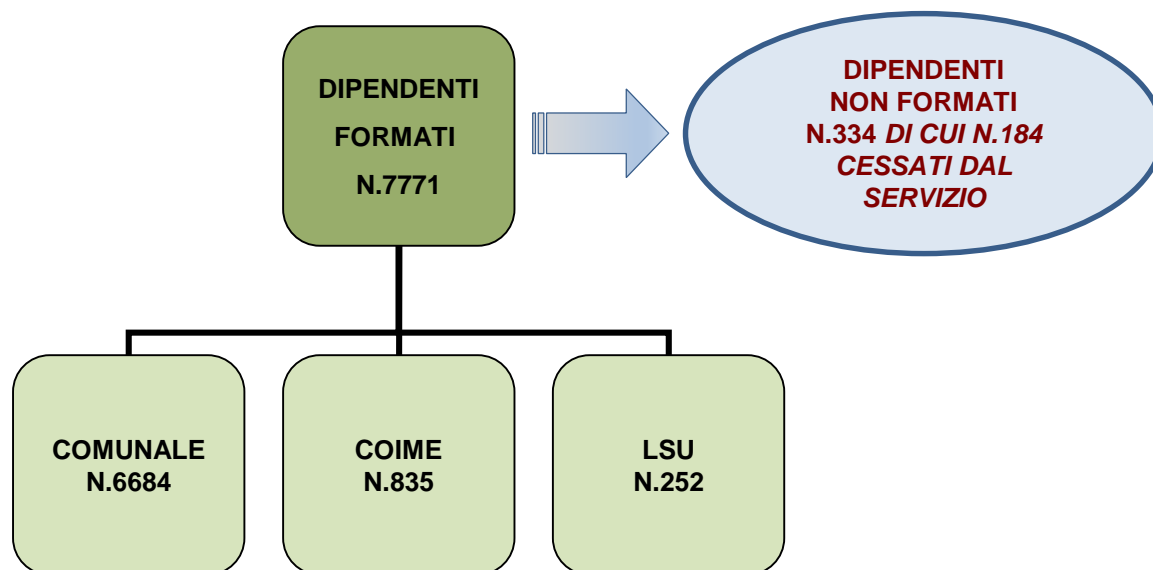 DIPENDENTI
FORMATI
N.7771
DIPENDENTI
NON FORMATI
N.334 DI CUI N.184
CESSATI DAL
SERVIZIO
COMUNALE
N.6684
COIME
N.835
LSU
N.252